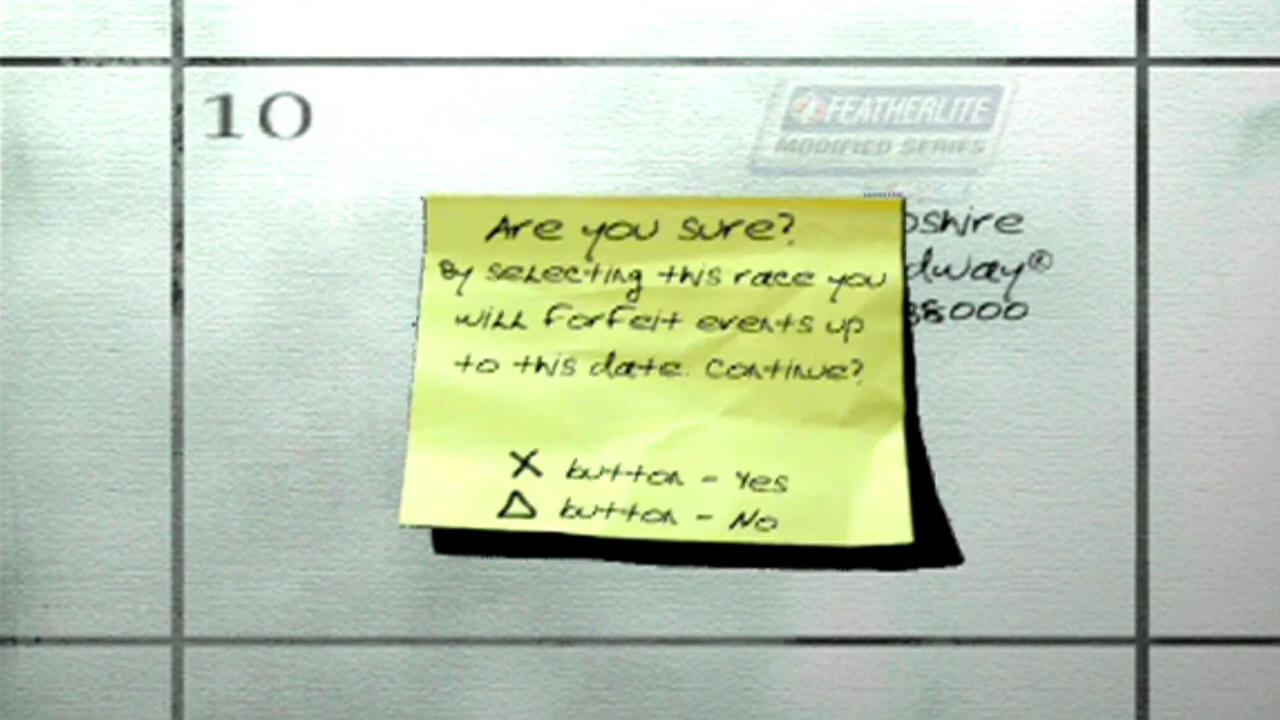 10
FEATHERLITE
MODIFIED SERIES
Are you sure?
By selecting this race you
will forfeit events up
to this date. Continue?
X button - Yes
△ button - No